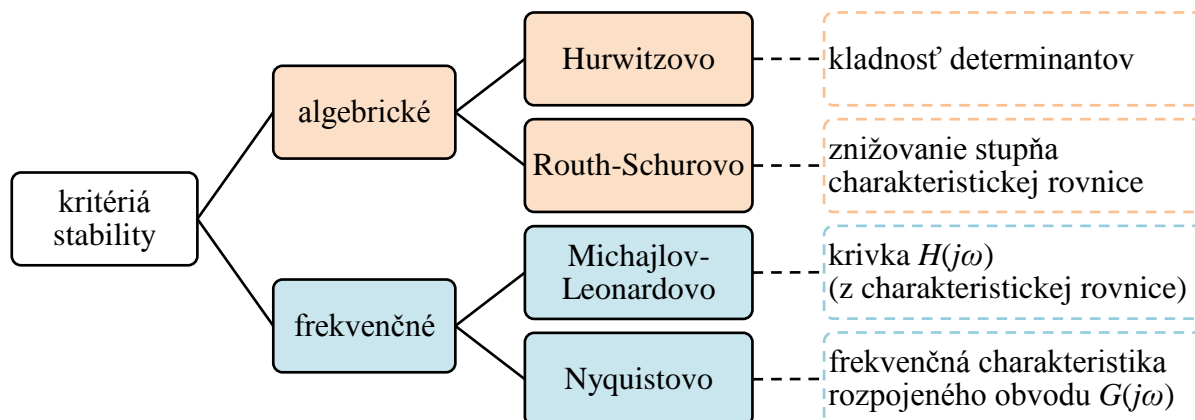 kritériá
stability
algebrické
frekvenčné
Hurwitzovo
kladnosť determinantov
Routh-Schurovo
znižovanie stupňa
charakteristickej rovnice
Michajlov-
Leonardovo
krivka H(jω)
(z charakteristickej rovnice)
Nyquistovo
frekvenčná charakteristika
rozpojeného obvodu G(jω)